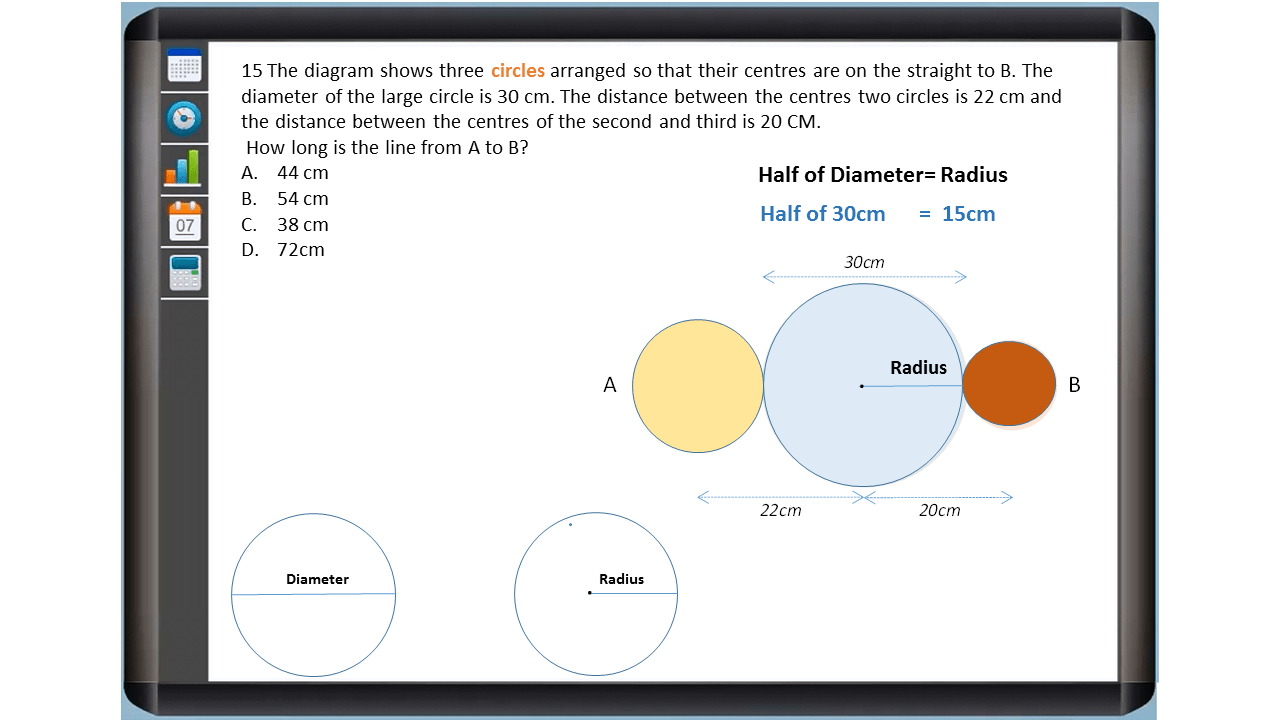 15 The diagram shows three circles arranged so that their centres are on the straight to B. The
diameter of the large circle is 30 cm. The distance between the centres two circles is 22 cm and
the distance between the centres of the second and third is 20 CM.
How long is the line from A to B?
A. 44 cm
B. 54 cm
C. 38 cm
D. 72cm
Half of Diameter= Radius
Half of 30cm = 15cm
30cm
Radius
A
B
22cm
20cm
Diameter
Radius
07